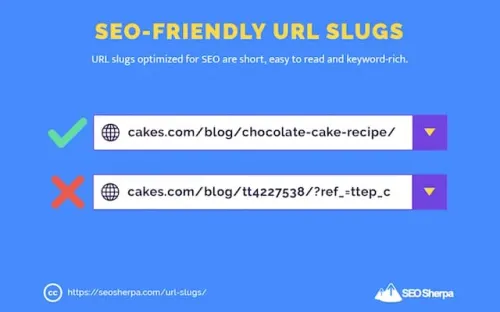 SEO-FRIENDLY URL SLUGS
URL slugs optimized for SEO are short, easy to read and keyword-rich.
cakes.com/blog/chocolate-cake-recipe/
cakes.com/blog/tt4227538/?ref_=ttep_c
cc https://seosherpa.com/url-slugs/
SEO Sherpa